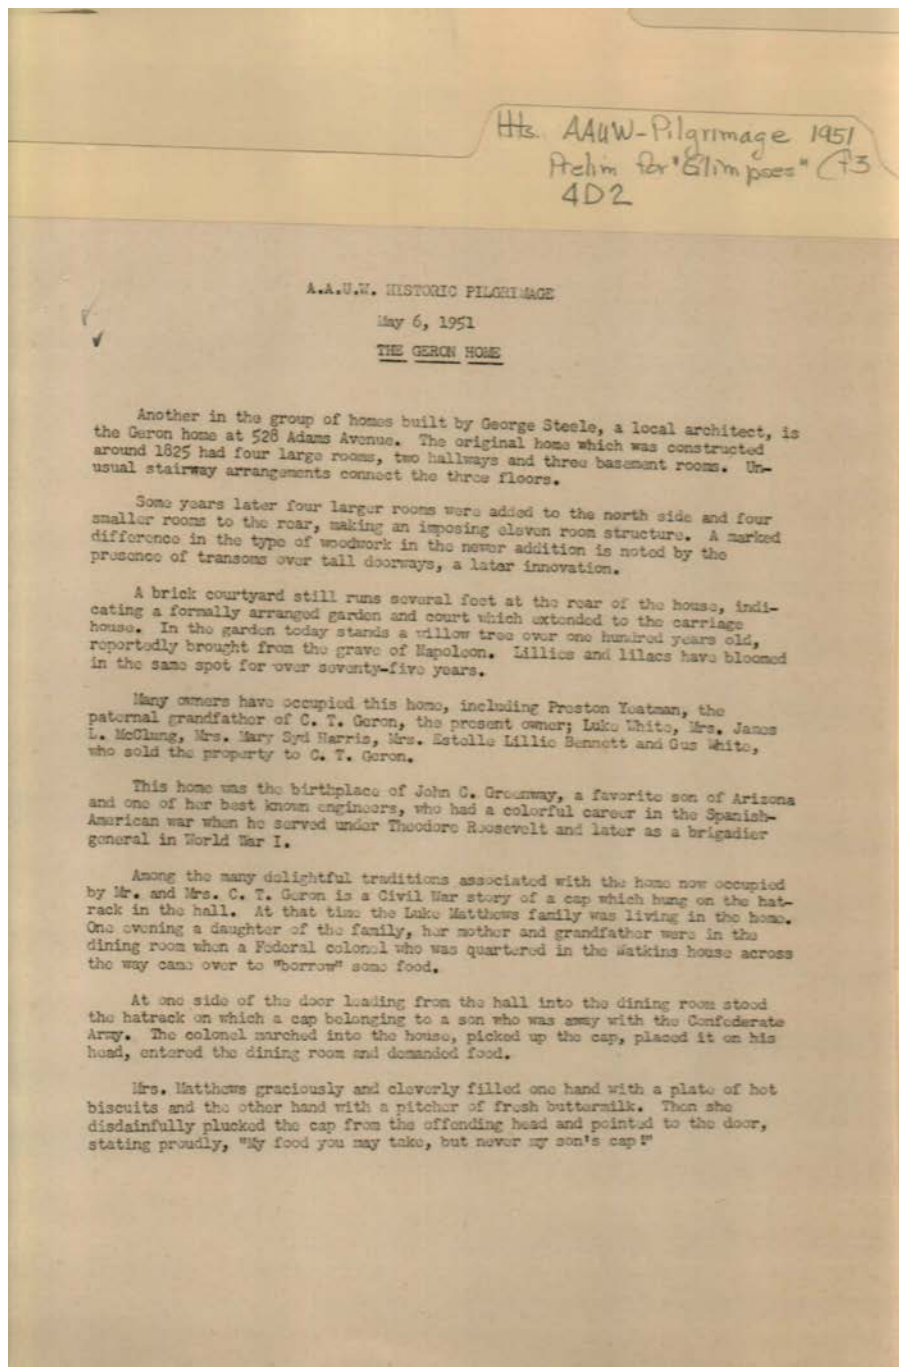 Hts. AAUW-Pilgrimage 1951
Prelim for "Glimpses" f3
4D2
A.A.U.W. HISTORIC PILGRIMAGE
May 6, 1951
THE GERON HOME
Another in the group of homes built by George Steele, a local architect, is
the Geron home at 528 Adams Avenue. The original home which was constructed
around 1825 had four large rooms, two hallways and three basement rooms. Un-
usual stairway arrangements connect the three floors.
Some years later four larger rooms were added to the north side and four
smaller rooms to the rear, making an imposing eleven room structure. A marked
difference in the type of woodwork in the newer addition is noted by the
presence of transoms over tall doorways, a later innovation.
A brick courtyard still runs several feet at the rear of the house, indi-
cating a formally arranged garden and court which extended to the carriage
house. In the garden today stands a willow tree over one hundred years old,
reportedly brought from the grave of Napoleon. Lillies and lilacs have bloomed
in the same spot for over seventy-five years.
Many owners have occupied this home, including Preston Yeatman, the
paternal grandfather of C. T. Geron, the present owner; Luke White, Mrs. James
L. McClung, Mrs. Mary Syd Harris, Mrs. Estelle Lillie Bennett and Gus White,
who sold the property to C. T. Geron.
This home was the birthplace of John C. Greenway, a favorite son of Arizona
and one of her best known engineers, who had a colorful career in the Spanish-
American war when he served under Theodore Roosevelt and later as a brigadier
general in World War I.
Among the many delightful traditions associated with the home now occupied
by Mr. and Mrs. C. T. Geron is a Civil War story of a cap which hung on the hat-
rack in the hall. At that time the Luke Matthews family was living in the home.
One evening a daughter of the family, her mother and grandfather were in the
dining room when a Federal colonel who was quartered in the Watkins house across
the way came over to "borrow" some food.
At one side of the door leading from the hall into the dining room stood
the hatrack on which a cap belonging to a son who was away with the Confederate
Army. The colonel marched into the house, picked up the cap, placed it on his
head, entered the dining room and demanded food.
Mrs. Matthews graciously and cleverly filled one hand with a plate of hot
biscuits and the other hand with a pitcher of fresh buttermilk. Then she
disdainfully plucked the cap from the offending head and pointed to the door,
stating proudly, "My food you may take, but never my son's cap!"